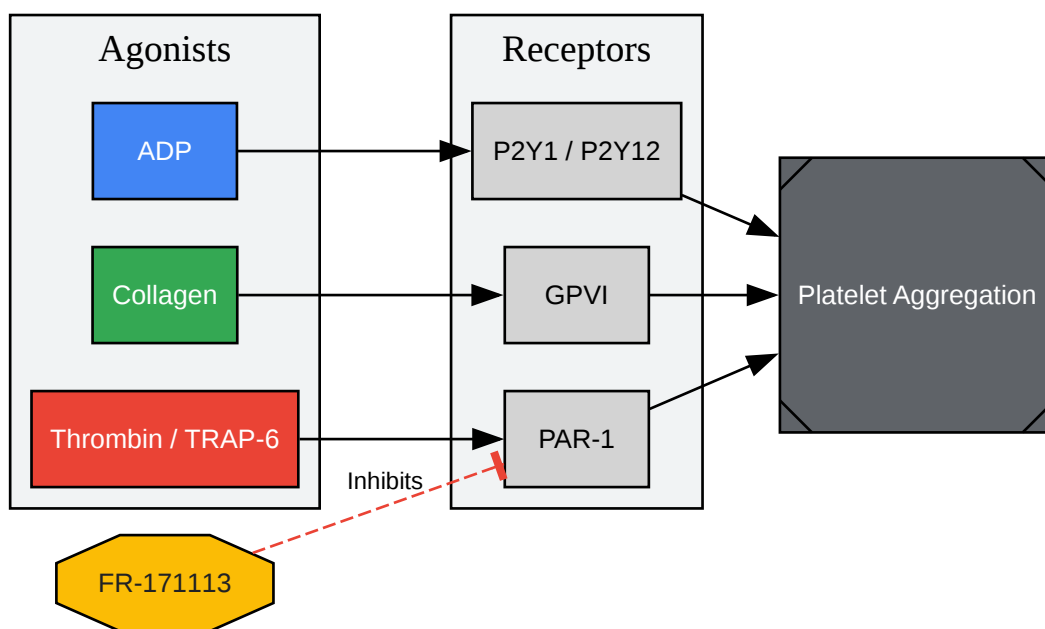 Agonists
Receptors
ADP
P2Y1 / P2Y12
Collagen
GPVI
Platelet Aggregation
Thrombin / TRAP-6
PAR-1
Inhibits
FR-171113